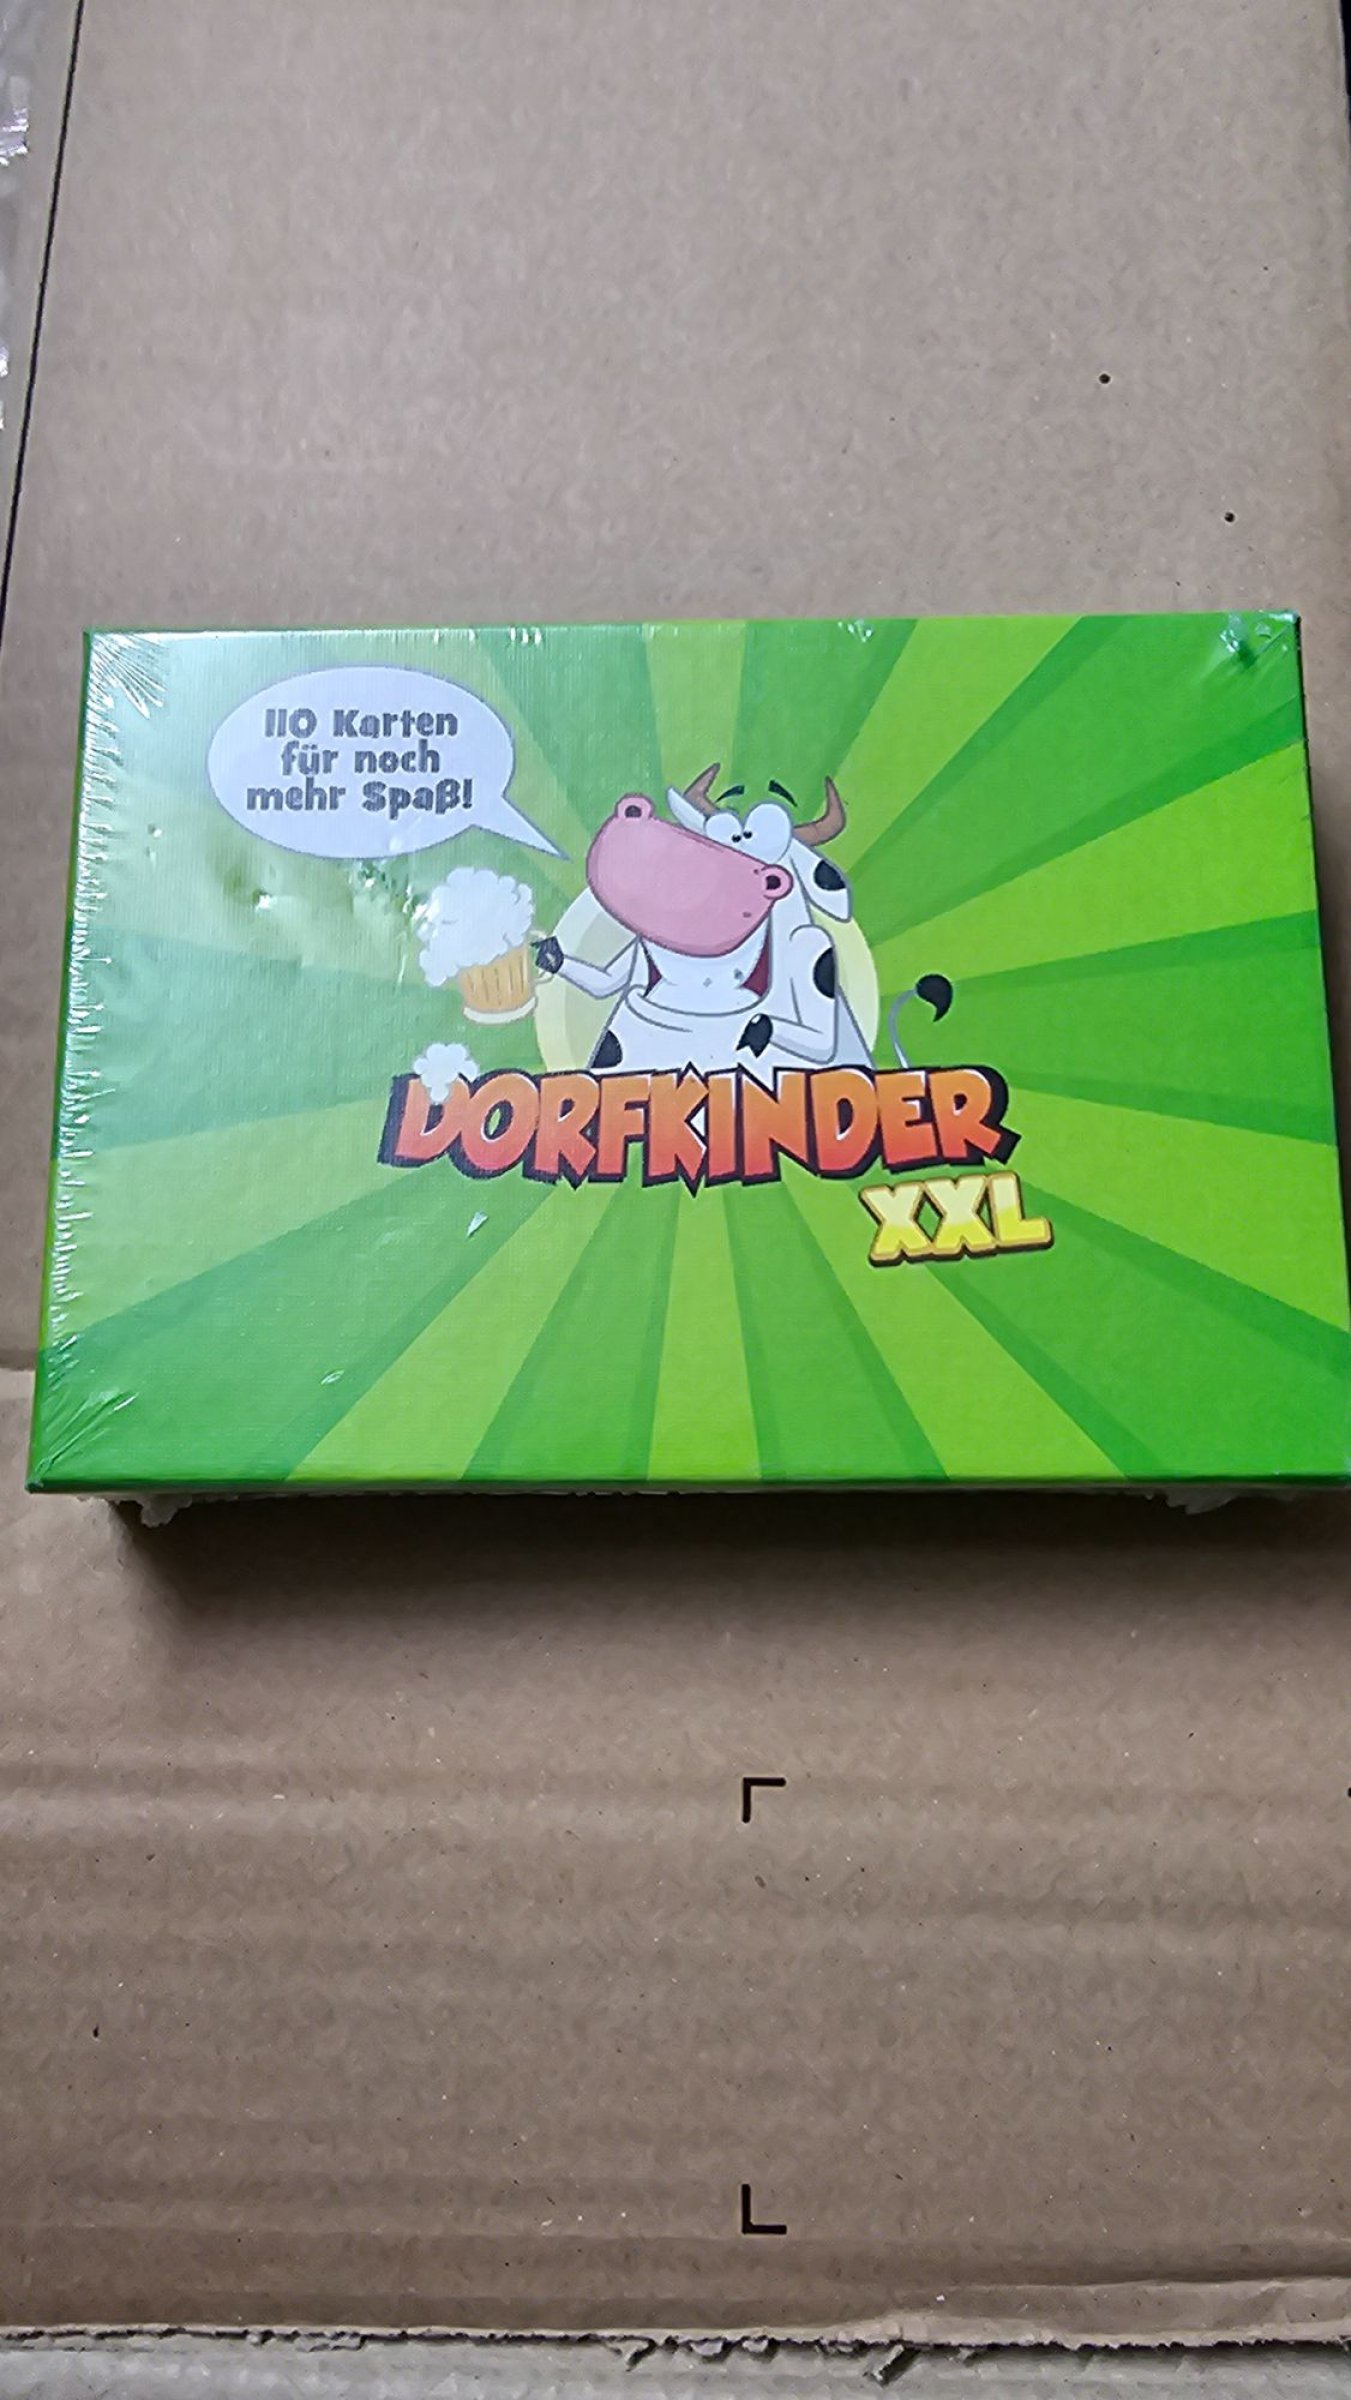 110 Karten
für noch
mehr Spaß!
DORFKINDER
XXL